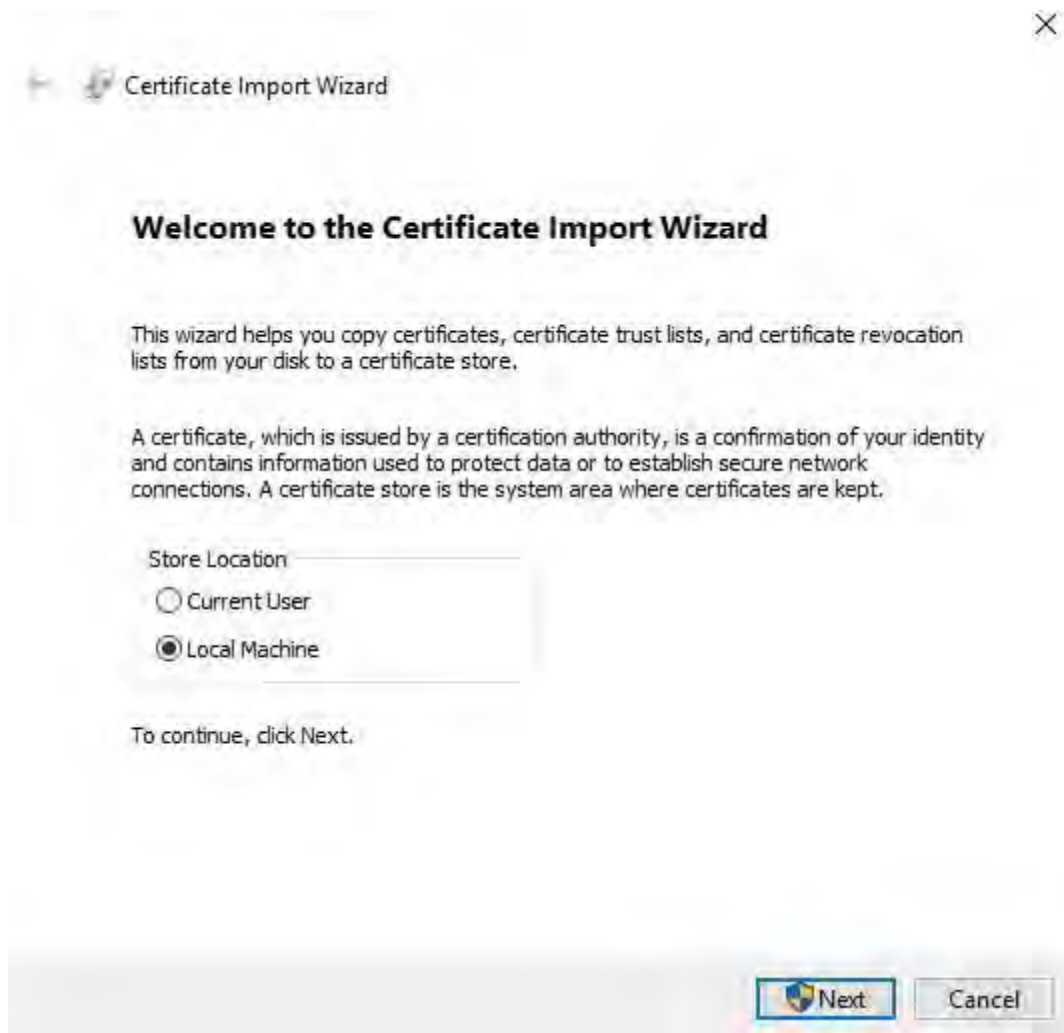 Certificate Import Wizard
Welcome to the Certificate Import Wizard
This wizard helps you copy certificates, certificate trust lists, and certificate revocation
lists from your disk to a certificate store.
A certificate, which is issued by a certification authority, is a confirmation of your identity
and contains information used to protect data or to establish secure network
connections. A certificate store is the system area where certificates are kept.
Store Location
Current User
Local Machine
To continue, click Next.
Next
Cancel